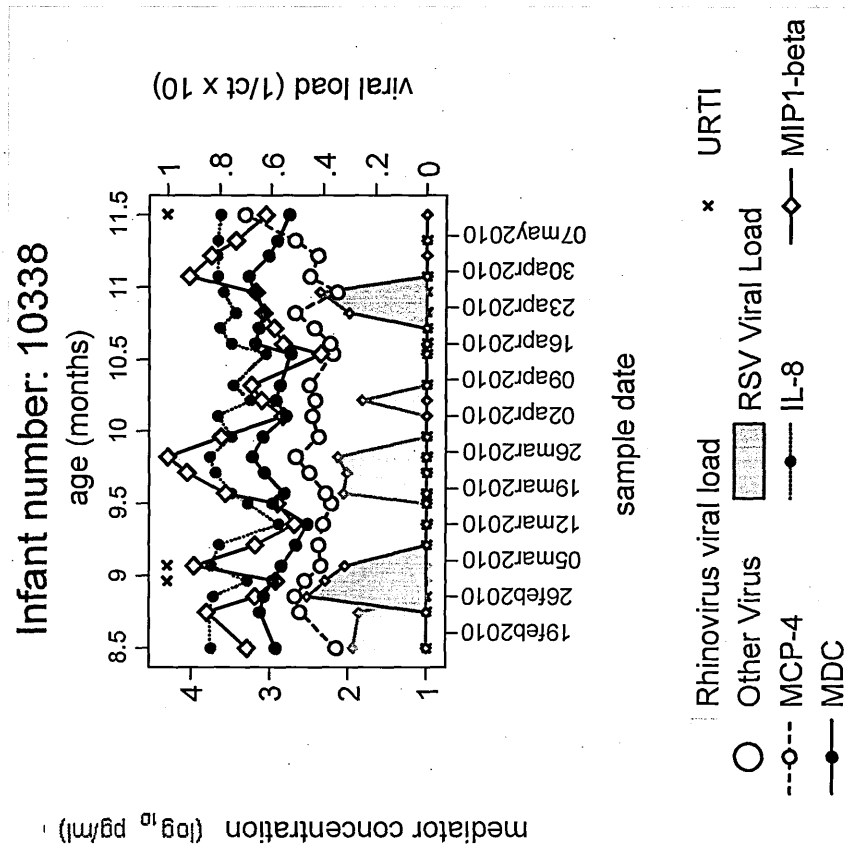 Infant number: 10338
age (months)
8.5 9 9.5 10 10.5 11 11.5
mediator concentration (log 10 pg/ml)
4
3
2
1
viral load (1/ct x 10)
1
.8
.6
.4
.2
0
19feb2010
26feb2010
05mar2010
12mar2010
19mar2010
26mar2010
02apr2010
09apr2010
16apr2010
23apr2010
30apr2010
07may2010
sample date
Rhinovirus viral load × URTI
Other Virus RSV Viral Load
MCP-4 IL-8 MIP1-beta
MDC